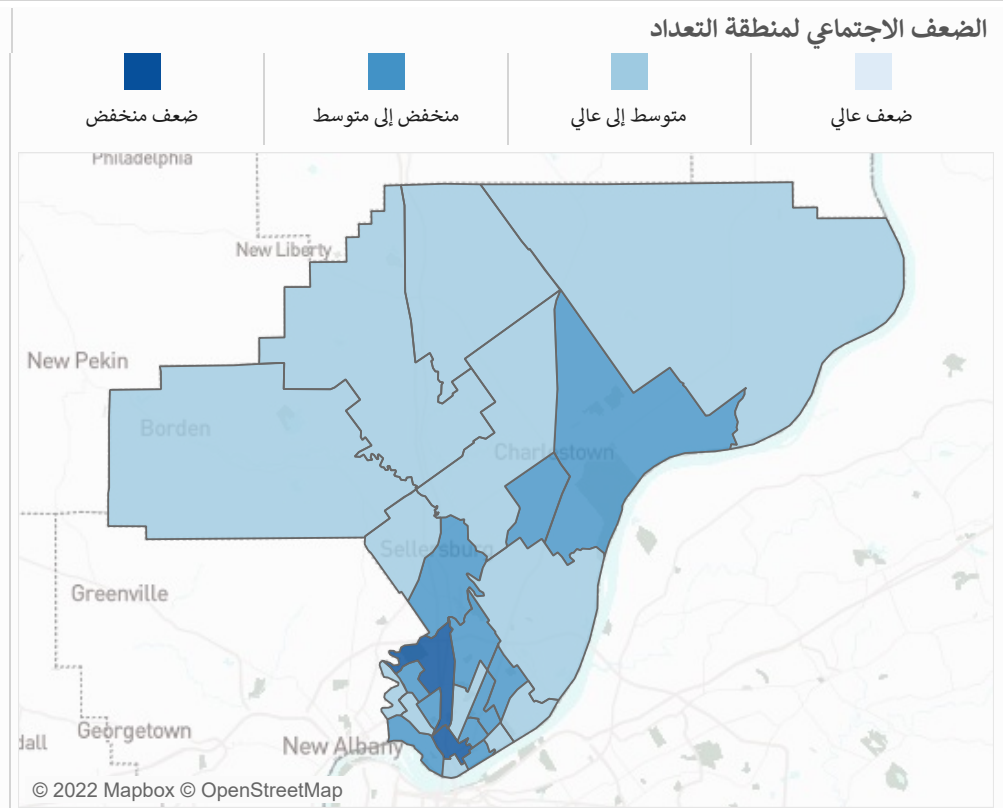 الضعف الاجتماعي لمنطقة التعداد
ضعف عالي
متوسط إلى عالي
منخفض إلى متوسط
ضعف منخفض
Philadelphia
New Liberty
New Pekin
Borden
Charlestown
Sellersburg
Greenville
Georgetown
dall
New Albany
© 2022 Mapbox © OpenStreetMap